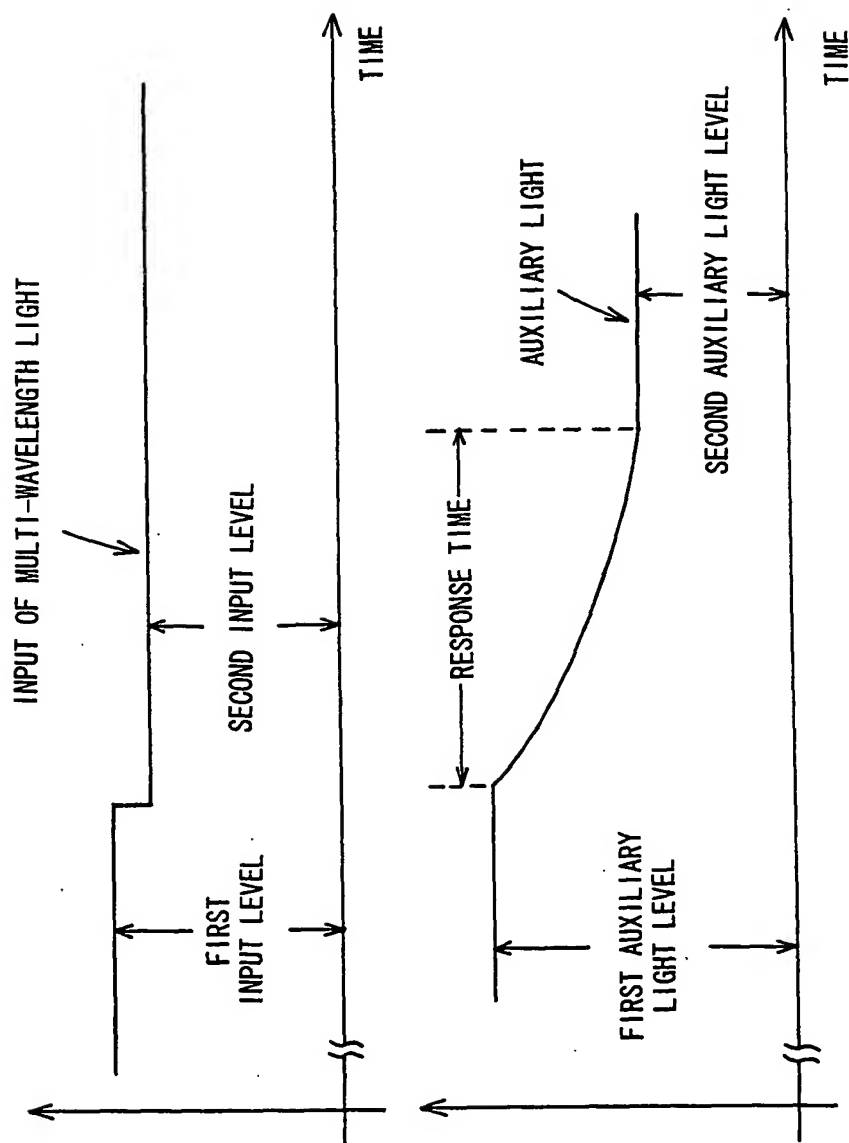 INPUT OF MULTI-WAVELENGTH LIGHT
FIRST
INPUT LEVEL
SECOND INPUT LEVEL
TIME
RESPONSE TIME
AUXILIARY LIGHT
FIRST AUXILIARY
LIGHT LEVEL
SECOND AUXILIARY LIGHT LEVEL
TIME